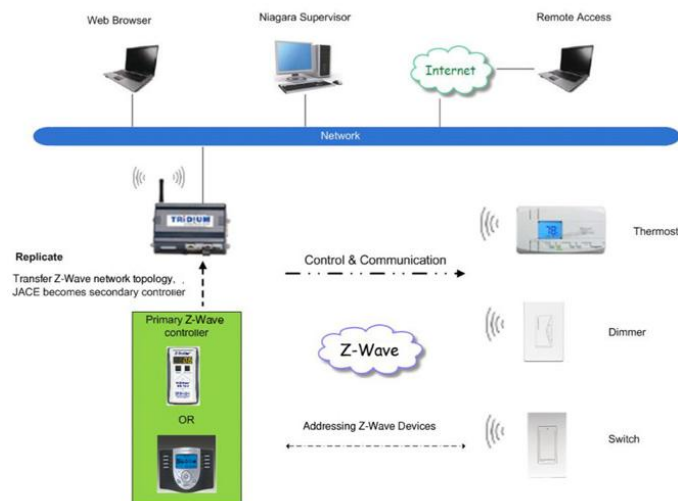 Web Browser
Niagara Supervisor
Remote Access
Internet
Network
TRIDIUM
Replicate
Transfer Z-Wave network topology,
JACE becomes secondary controller
Control & Communication
78
Thermost
Primary Z-Wave
controller
Z-Wave
Dimmer
OR
Addressing Z-Wave Devices
Switch